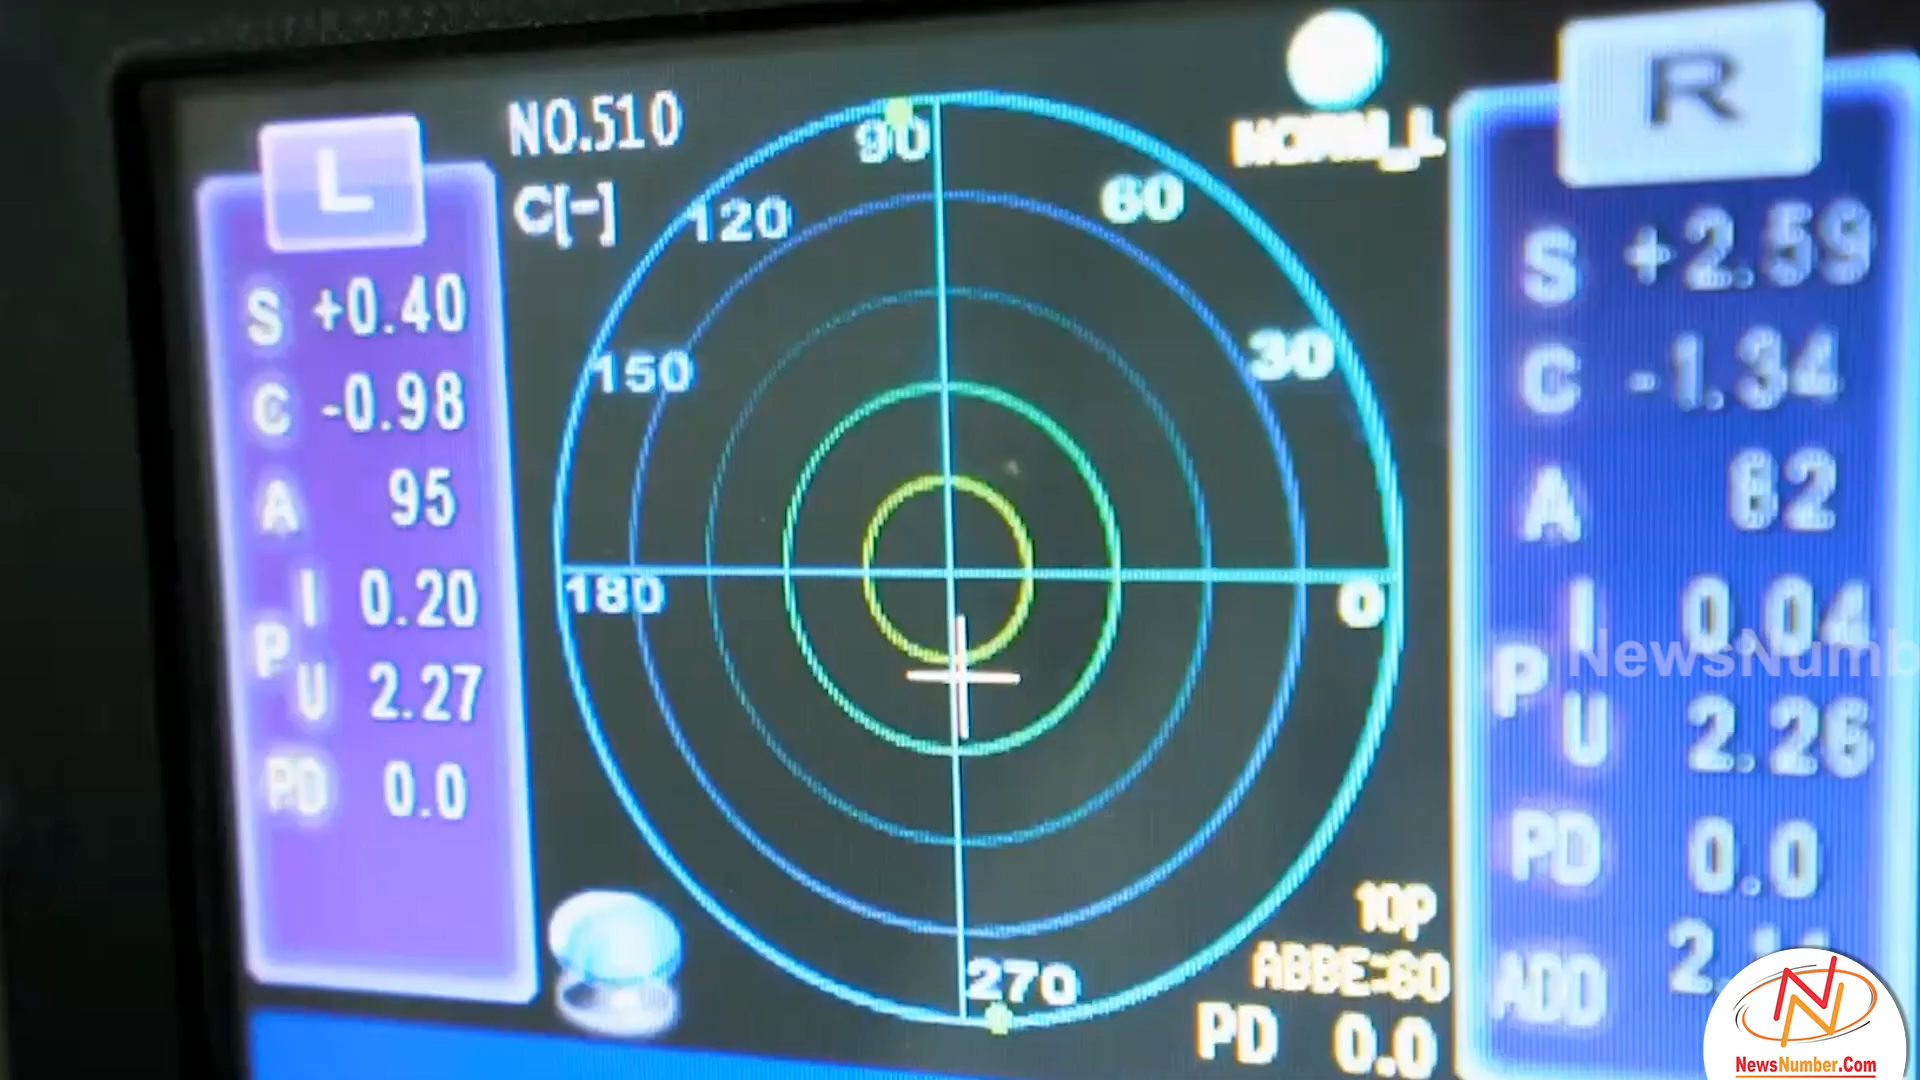 L
S +0.40
C -0.98
A 95
I 0.20
P
U 2.27
PD 0.0
NO.510
C[-]
90
120
60
150
30
180
0
270
NORM_L
10P
ABBE=60
PD 0.0
R
S +2.59
C -1.34
A 62
I 0.04
P
U 2.26
PD 0.0
ADD
NewsNumb
NewsNumber.Com